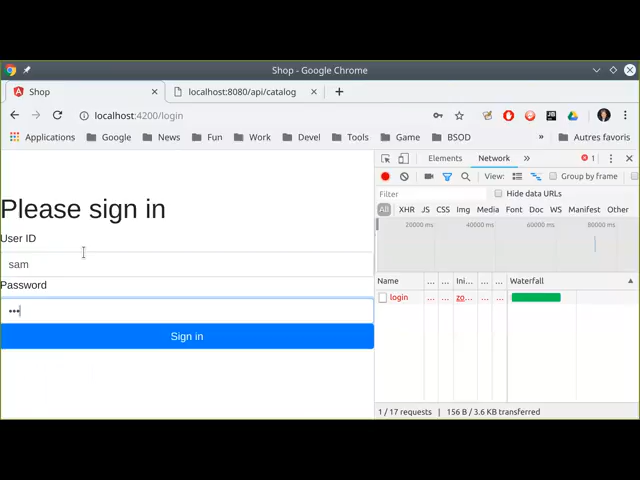 Shop - Google Chrome
Shop
localhost:8080/api/catalog
localhost:4200/login
Applications Google News Fun Work Devel Tools Game BSOD » Autres favoris
Elements Network » 1
View: Group by frame
Filter Hide data URLs
All XHR JS CSS Img Media Font Doc WS Manifest Other
20000 ms 40000 ms 60000 ms 80000 ms
Name ... ... Ini... ... ... Waterfall
login ... ... zo... ... ...
1 / 17 requests 156 B / 3.6 KB transferred
Please sign in
User ID
sam
Password
•••
Sign in